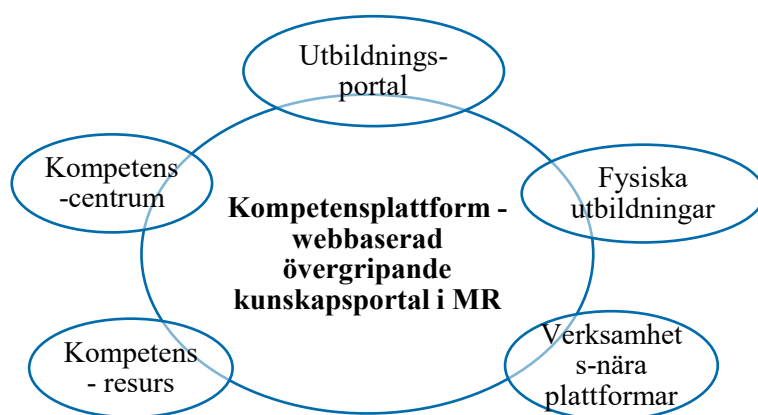 Utbildnings-
portal
Kompetens
-centrum
Fysiska
utbildningar
Kompetensplattform -
webbaserad
övergripande
kunskapsportal i MR
Kompetens
- resurs
Verksamhet
s-nära
plattformar